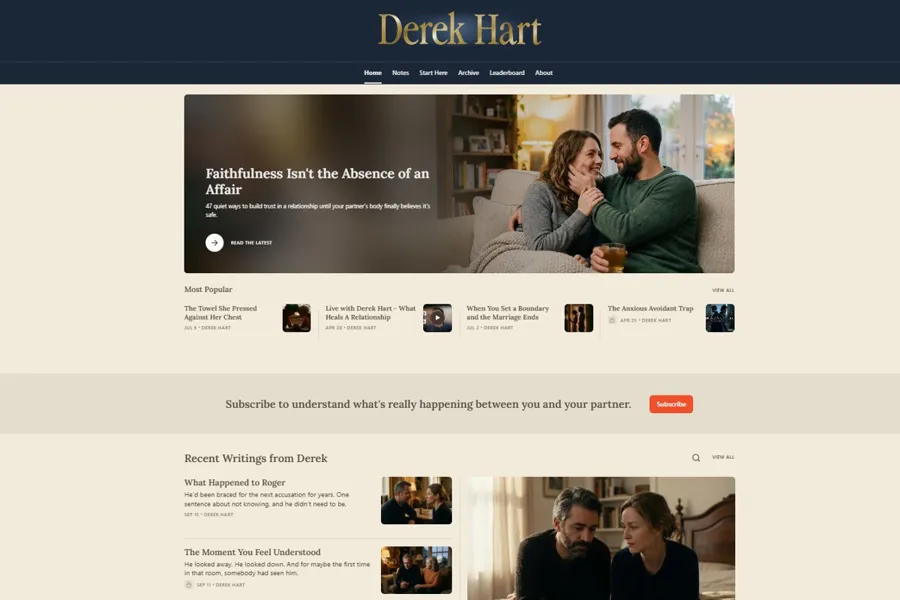 Derek Hart
Home Notes Start Here Archive Leaderboard About
Faithfulness Isn't the Absence of an
Affair
47 quiet ways to build trust in a relationship until your partner's body finally believes it's
safe.
READ THE LATEST
Most Popular
VIEW ALL
The Towel She Pressed
Against Her Chest
JUL 9 • DEREK HART
Live with Derek Hart - What
Heals A Relationship
APR 28 • DEREK HART
When You Set a Boundary
and the Marriage Ends
JUL 2 • DEREK HART
The Anxious Avoidant Trap
APR 25 • DEREK HART
Subscribe to understand what's really happening between you and your partner.
Subscribe
Recent Writings from Derek
VIEW ALL
What Happened to Roger
He'd been braced for the next accusation for years. One
sentence about not knowing, and he didn't need to be.
SEP 15 • DEREK HART
The Moment You Feel Understood
He looked away. He looked down. And for maybe the first time
in that room, somebody had seen him.
SEP 11 • DEREK HART